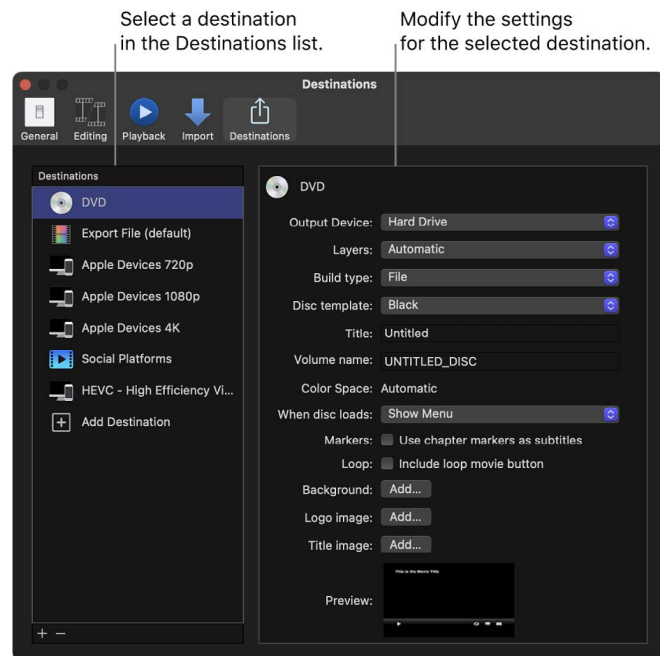 Select a destination
in the Destinations list.
Modify the settings
for the selected destination.
Destinations
General Editing Playback Import Destinations
Destinations
DVD
Export File (default)
Apple Devices 720p
Apple Devices 1080p
Apple Devices 4K
Social Platforms
HEVC - High Efficiency Vi...
Add Destination
DVD
Output Device: Hard Drive
Layers: Automatic
Build type: File
Disc template: Black
Title: Untitled
Volume name: UNTITLED_DISC
Color Space: Automatic
When disc loads: Show Menu
Markers: Use chapter markers as subtitles
Loop: Include loop movie button
Background: Add...
Logo image: Add...
Title image: Add...
Preview:
This is the Movie Title